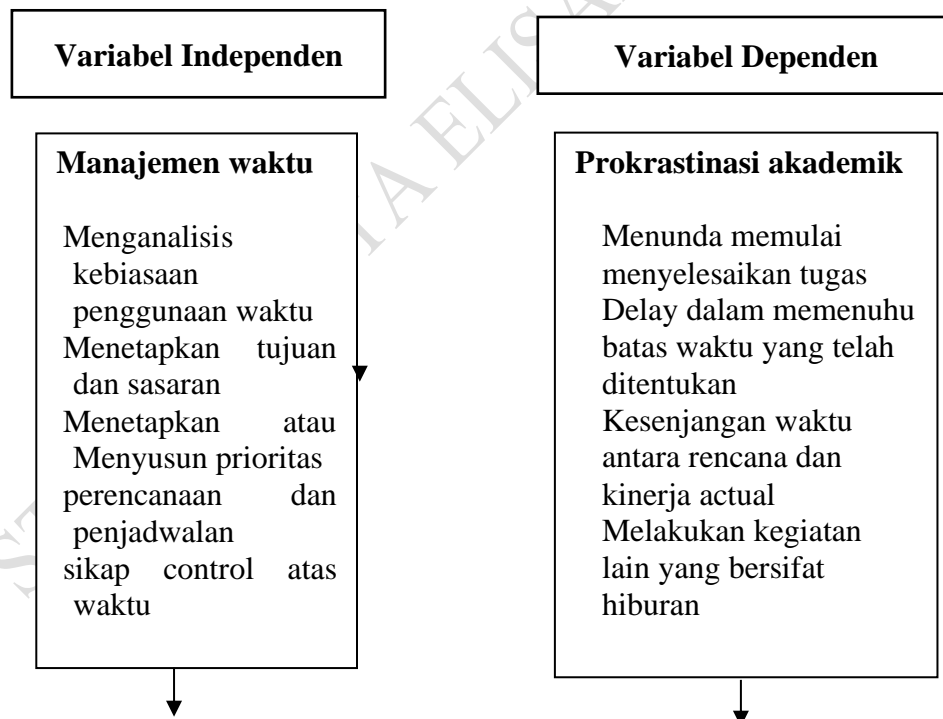 Variabel Independen
Variabel Dependen
Manajemen waktu
Menganalisis
kebiasaan
penggunaan waktu
Menetapkan tujuan
dan sasaran
Menetapkan atau
Menyusun prioritas
perencanaan dan
penjadwalan
sikap control atas
waktu
Prokrastinasi akademik
Menunda memulai
menyelesaikan tugas
Delay dalam memenuhu
batas waktu yang telah
ditentukan
Kesenjangan waktu
antara rencana dan
kinerja actual
Melakukan kegiatan
lain yang bersifat
hiburan